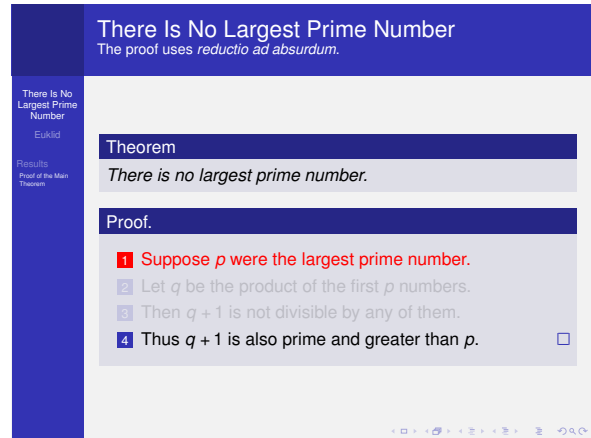 There Is No Largest Prime Number
The proof uses reductio ad absurdum.
There Is No
Largest Prime
Number
Euklid
Results
Proof of the Main
Theorem
Theorem
There is no largest prime number.
Proof.
1 Suppose p were the largest prime number.
2 Let q be the product of the first p numbers.
3 Then q + 1 is not divisible by any of them.
4 Thus q + 1 is also prime and greater than p.